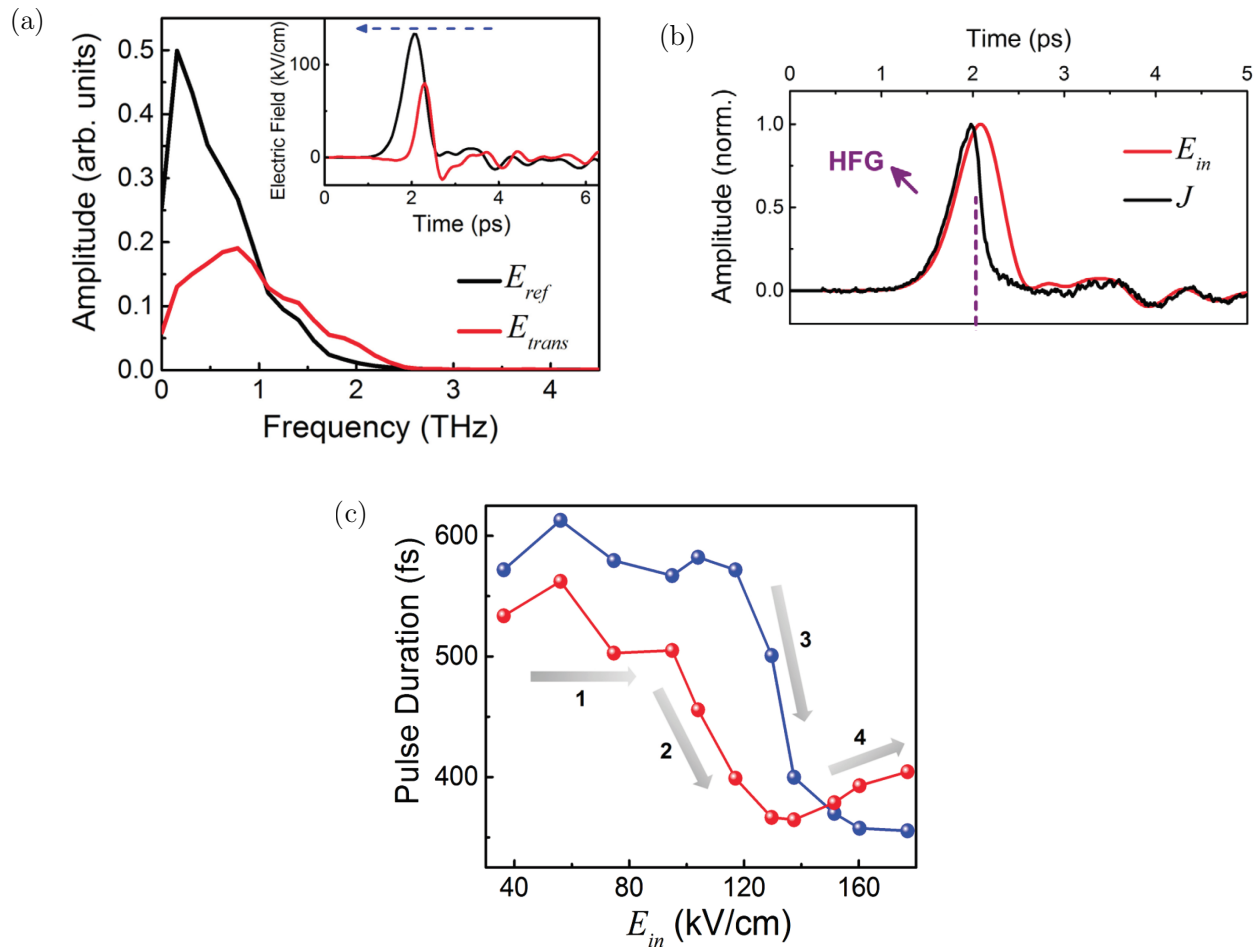 (a)
Amplitude (arb. units)
0.5
0.4
0.3
0.2
0.1
0.0
0 1 2 3 4
Frequency (THz)
E_ref
E_trans
Electric Field (kV/cm)
100
0
0 2 4 6
Time (ps)
(b)
Time (ps)
0 1 2 3 4 5
Amplitude (norm.)
1.0
0.5
0.0
HFG
E_in
J
(c)
Pulse Duration (fs)
600
500
400
1
2
3
4
40 80 120 160
E_in (kV/cm)